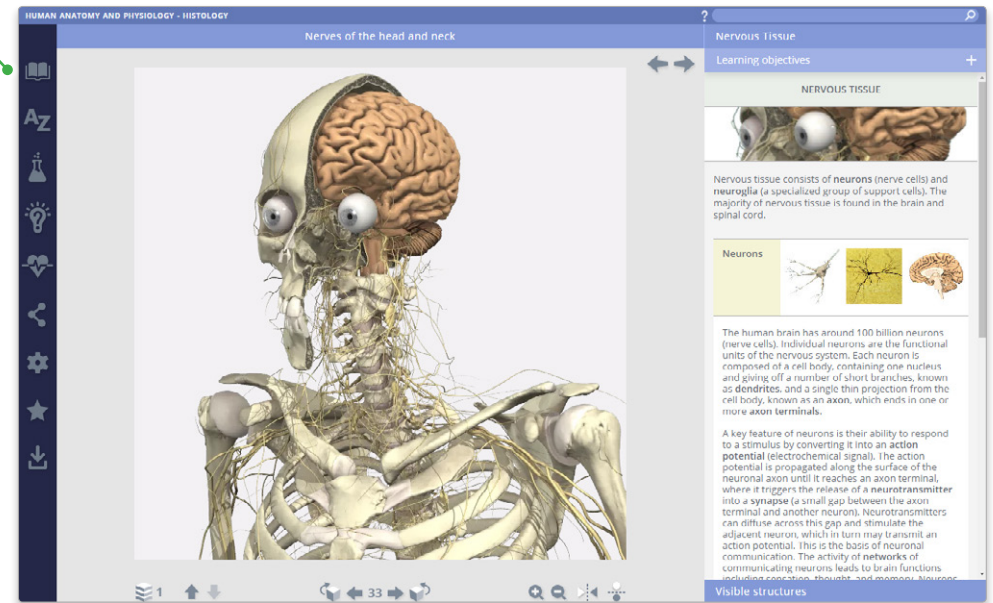 HUMAN ANATOMY AND PHYSIOLOGY - HISTOLOGY
?
Nerves of the head and neck
Nervous Tissue
Learning objectives +
AZ
NERVOUS TISSUE
Nervous tissue consists of neurons (nerve cells) and
neuroglia (a specialized group of support cells). The
majority of nervous tissue is found in the brain and
spinal cord.
Neurons
The human brain has around 100 billion neurons
(nerve cells). Individual neurons are the functional
units of the nervous system. Each neuron is
composed of a cell body, containing one nucleus
and giving off a number of short branches, known
as dendrites, and a single thin projection from the
cell body, known as an axon, which ends in one or
more axon terminals.
A key feature of neurons is their ability to respond
to a stimulus by converting it into an action
potential (electrochemical signal). The action
potential is propagated along the surface of the
neuronal axon until it reaches an axon terminal,
where it triggers the release of a neurotransmitter
into a synapse (a small gap between the axon
terminal and another neuron). Neurotransmitters
can diffuse across this gap and stimulate the
adjacent neuron, which in turn may transmit an
action potential. This is the basis of neuronal
communication. The activity of networks of
communicating neurons leads to brain functions
including sensation, thought, and memory. Neurons
1
33
Visible structures